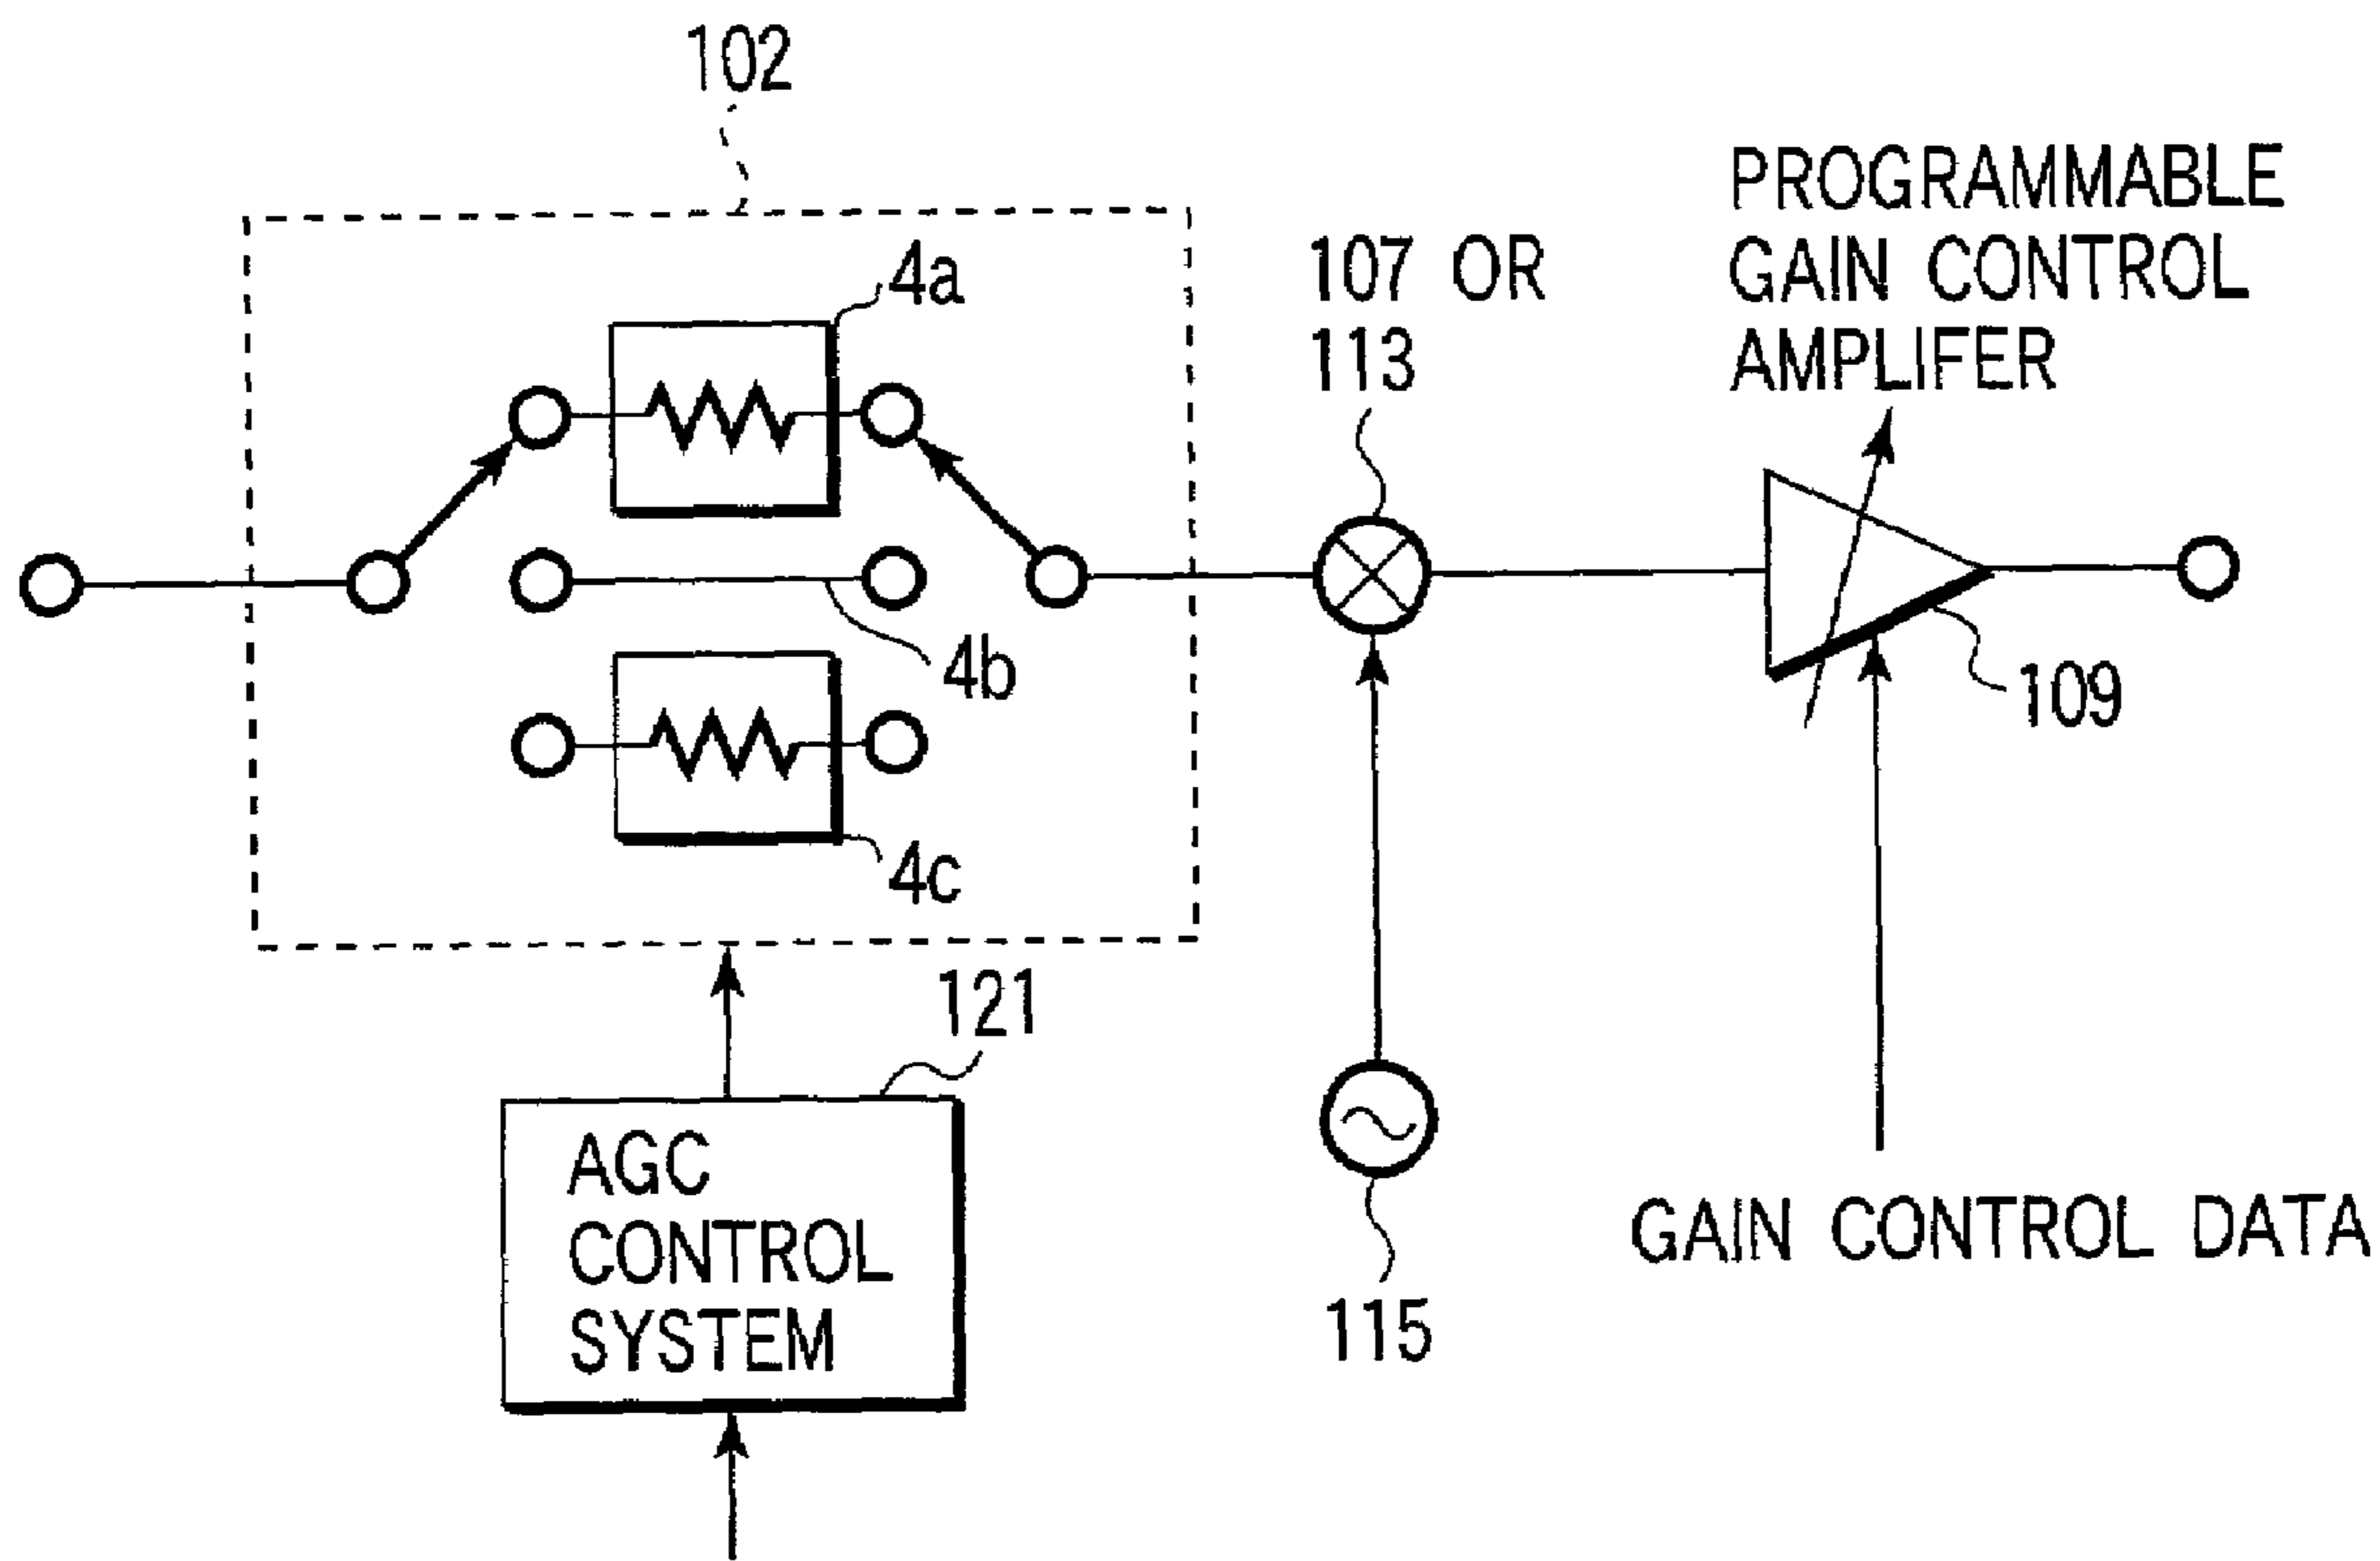 102
4a
4b
4c
107 OR
113
PROGRAMMABLE
GAIN CONTROL
AMPLIFER
109
121
AGC
CONTROL
SYSTEM
115
GAIN CONTROL DATA